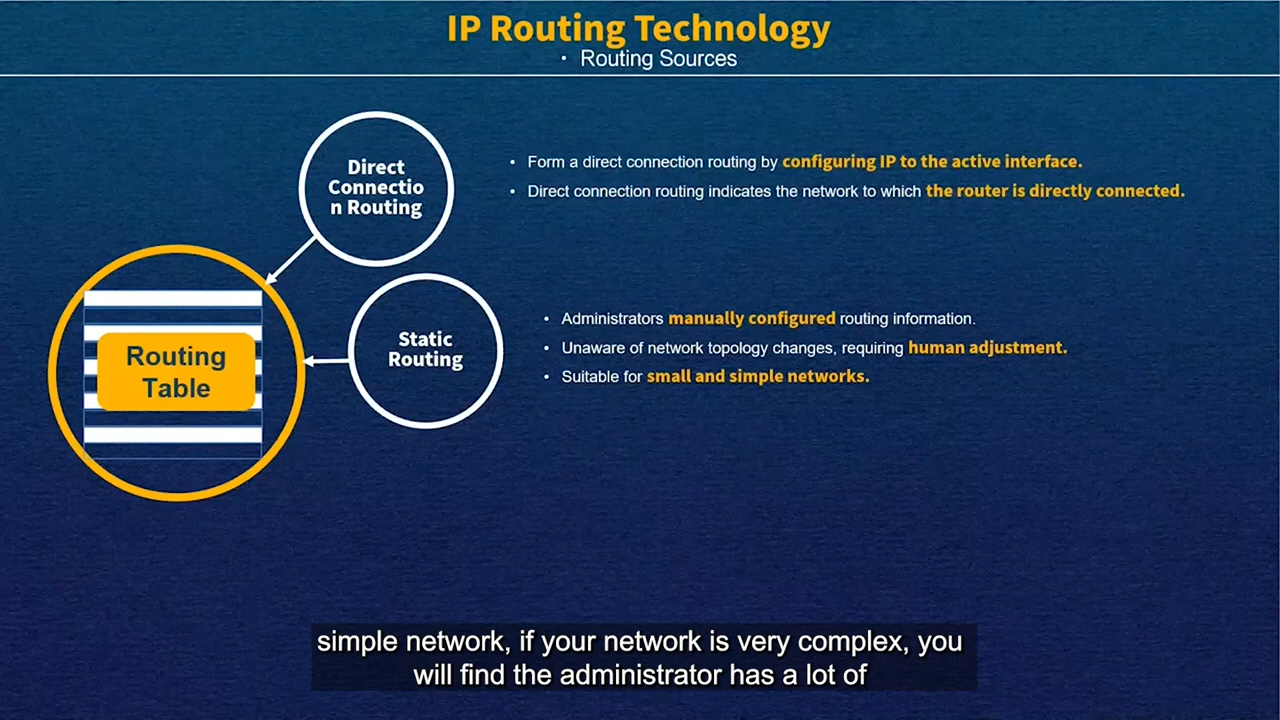 IP Routing Technology
• Routing Sources
Direct
Connectio
n Routing
• Form a direct connection routing by configuring IP to the active interface.
• Direct connection routing indicates the network to which the router is directly connected.
Routing
Table
Static
Routing
• Administrators manually configured routing information.
• Unaware of network topology changes, requiring human adjustment.
• Suitable for small and simple networks.
simple network, if your network is very complex, you
will find the administrator has a lot of